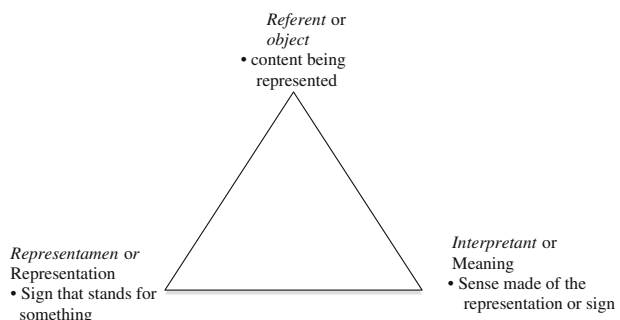 Referent or
object
• content being
represented
Representamen or
Representation
• Sign that stands for
something
Interpretant or
Meaning
• Sense made of the
representation or sign